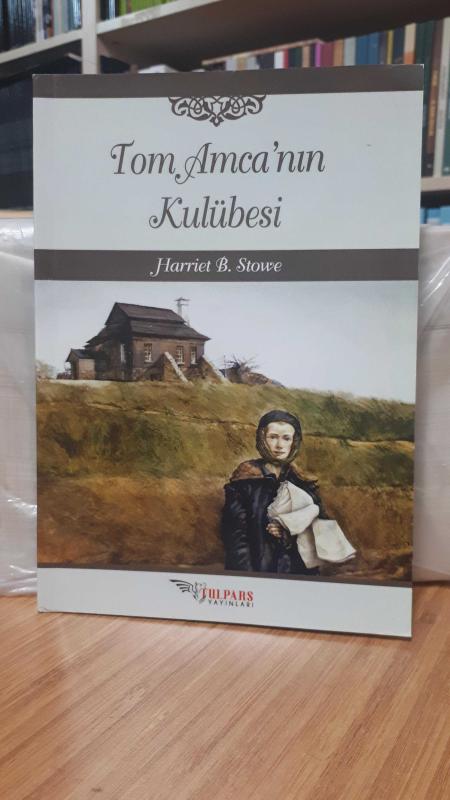 Tom Amca'nın
Kulübesi
Harriet B. Stowe
TULPARS
YAYINLARI